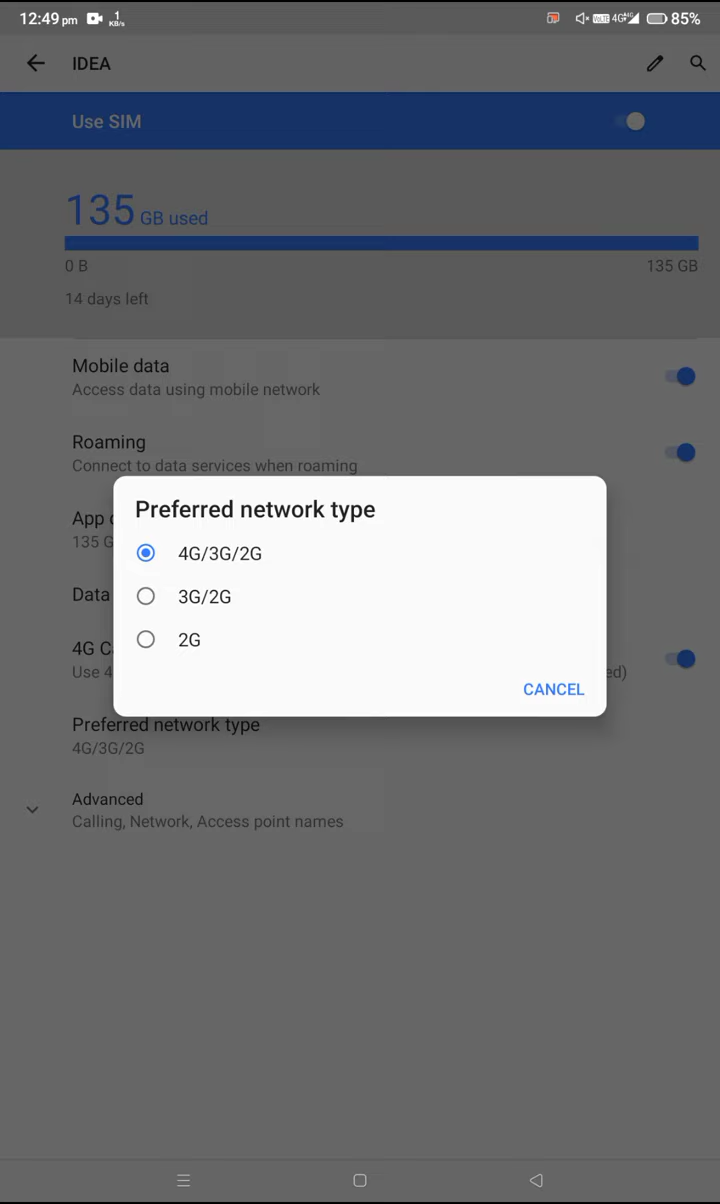 12:49 pm 1 KB/s VoLTE 4G 85%
IDEA
Use SIM
135 GB used
0 B 135 GB
14 days left
Mobile data
Access data using mobile network
Roaming
Connect to data services when roaming
App
135 G
Data
4G C
Use 4 ed)
Preferred network type
4G/3G/2G
3G/2G
2G
CANCEL
Preferred network type
4G/3G/2G
Advanced
Calling, Network, Access point names